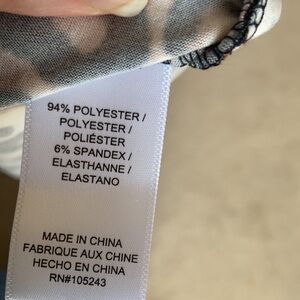 94% POLYESTER /
POLYESTER /
POLIÉSTER
6% SPANDEX /
ELASTHANNE /
ELASTANO
MADE IN CHINA
FABRIQUE AUX CHINE
HECHO EN CHINA
RN#105243